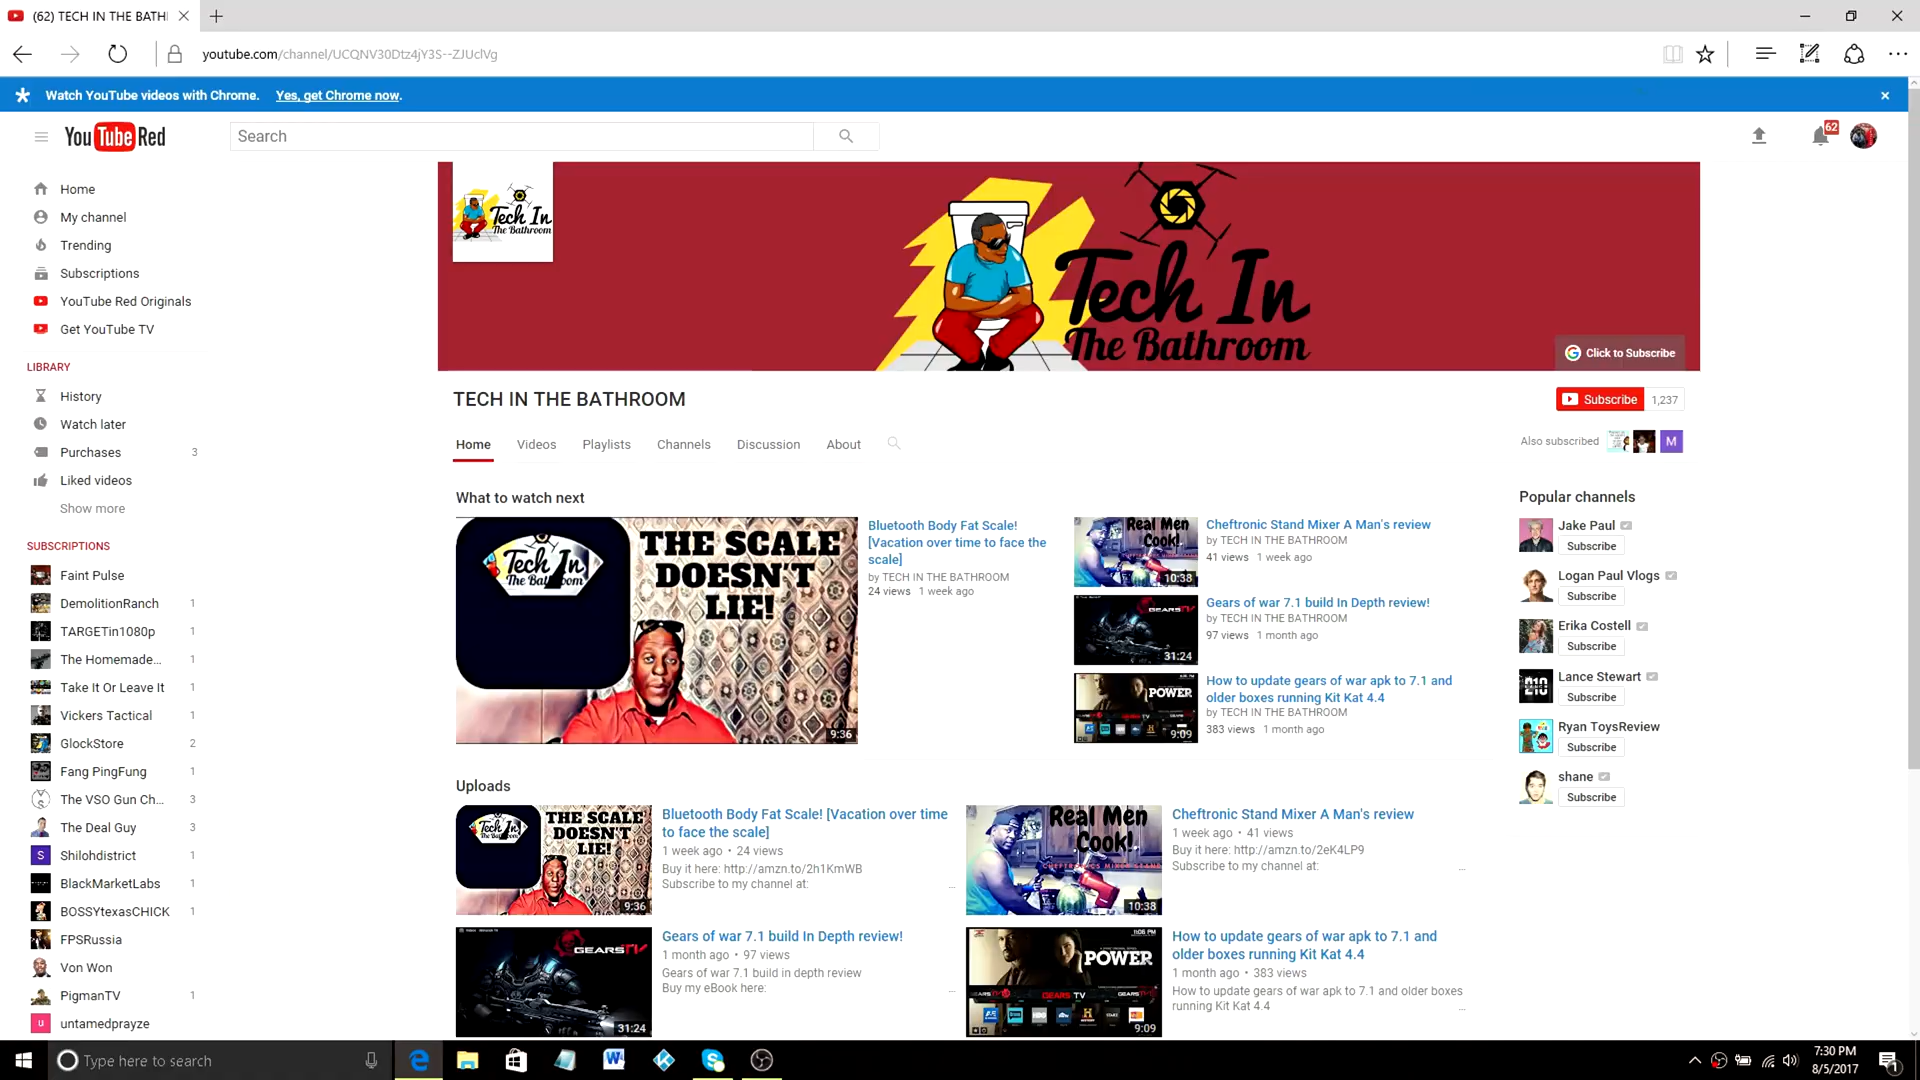 (62) TECH IN THE BATH
youtube.com/channel/UCQNV30Dtz4jY3S--ZJUclVg
Watch YouTube videos with Chrome. Yes, get Chrome now.
YouTube Red
Search
62
Home
My channel
Trending
Subscriptions
YouTube Red Originals
Get YouTube TV
LIBRARY
History
Watch later
Purchases 3
Liked videos
Show more
SUBSCRIPTIONS
Faint Pulse
DemolitionRanch 1
TARGETin1080p 1
The Homemade... 1
Take It Or Leave It 1
Vickers Tactical 1
GlockStore 2
Fang PingFung 1
The VSO Gun Ch... 3
The Deal Guy 3
S Shilohdistrict 1
BlackMarketLabs 1
BOSSYtexasCHICK 1
FPSRussia
Von Won
PigmanTV 1
u untamedprayze
Tech In
The Bathroom
Tech In
The Bathroom
Click to Subscribe
TECH IN THE BATHROOM
Subscribe 1,237
Home Videos Playlists Channels Discussion About
Also subscribed M
What to watch next
Tech In
The Bathroom
THE SCALE
DOESN'T
LIE!
9:36
Bluetooth Body Fat Scale!
[Vacation over time to face the
scale]
by TECH IN THE BATHROOM
24 views 1 week ago
Real Men
Cook!
10:38
Cheftronic Stand Mixer A Man's review
by TECH IN THE BATHROOM
41 views 1 week ago
GEARSTV
31:24
Gears of war 7.1 build In Depth review!
by TECH IN THE BATHROOM
97 views 1 month ago
POWER
9:09
How to update gears of war apk to 7.1 and
older boxes running Kit Kat 4.4
by TECH IN THE BATHROOM
383 views 1 month ago
Popular channels
Jake Paul
Subscribe
Logan Paul Vlogs
Subscribe
Erika Costell
Subscribe
Lance Stewart
Subscribe
Ryan ToysReview
Subscribe
shane
Subscribe
Uploads
Tech In
The Bathroom
THE SCALE
DOESN'T
LIE!
9:36
Bluetooth Body Fat Scale! [Vacation over time
to face the scale]
1 week ago • 24 views
Buy it here: http://amzn.to/2h1KmWB
Subscribe to my channel at:
...
Real Men
Cook!
CHEFTRONICS MIXER STAND
10:38
Cheftronic Stand Mixer A Man's review
1 week ago • 41 views
Buy it here: http://amzn.to/2eK4LP9
Subscribe to my channel at:
...
GEARSTV
31:24
Gears of war 7.1 build In Depth review!
1 month ago • 97 views
Gears of war 7.1 build in depth review
Buy my eBook here:
...
11:06 PM
POWER
GEARS TV
9:09
How to update gears of war apk to 7.1 and
older boxes running Kit Kat 4.4
1 month ago • 383 views
How to update gears of war apk to 7.1 and older boxes
running Kit Kat 4.4
...
Type here to search
7:30 PM
8/5/2017
1